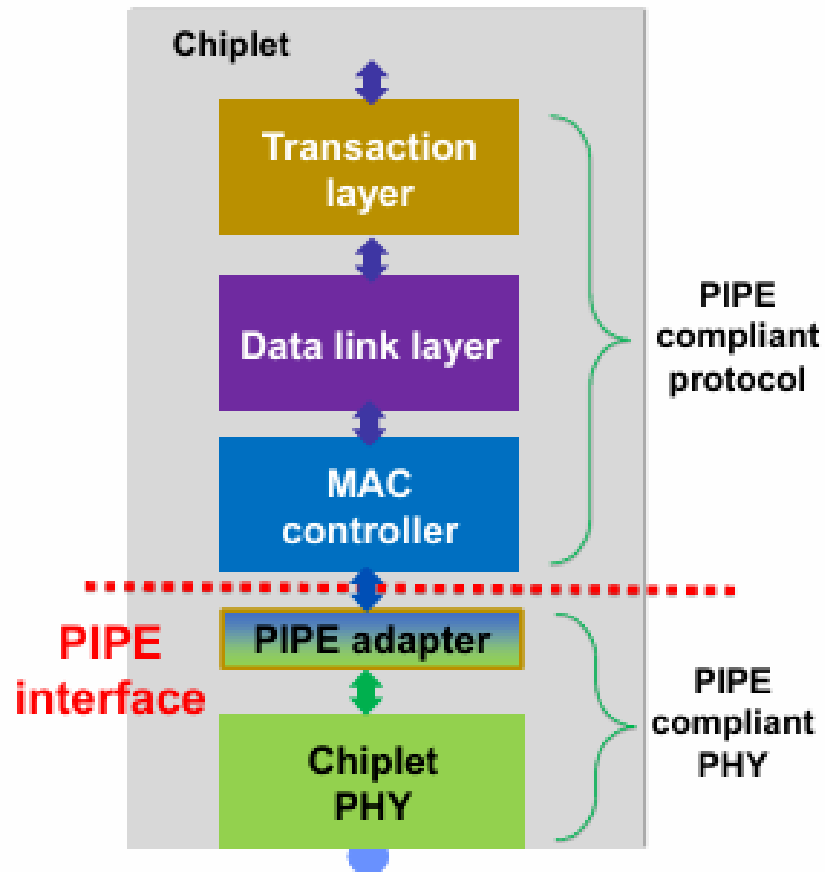 Chiplet
Transaction
layer
Data link layer
MAC
controller
PIPE
compliant
protocol
PIPE
interface
PIPE adapter
Chiplet
PHY
PIPE
compliant
PHY